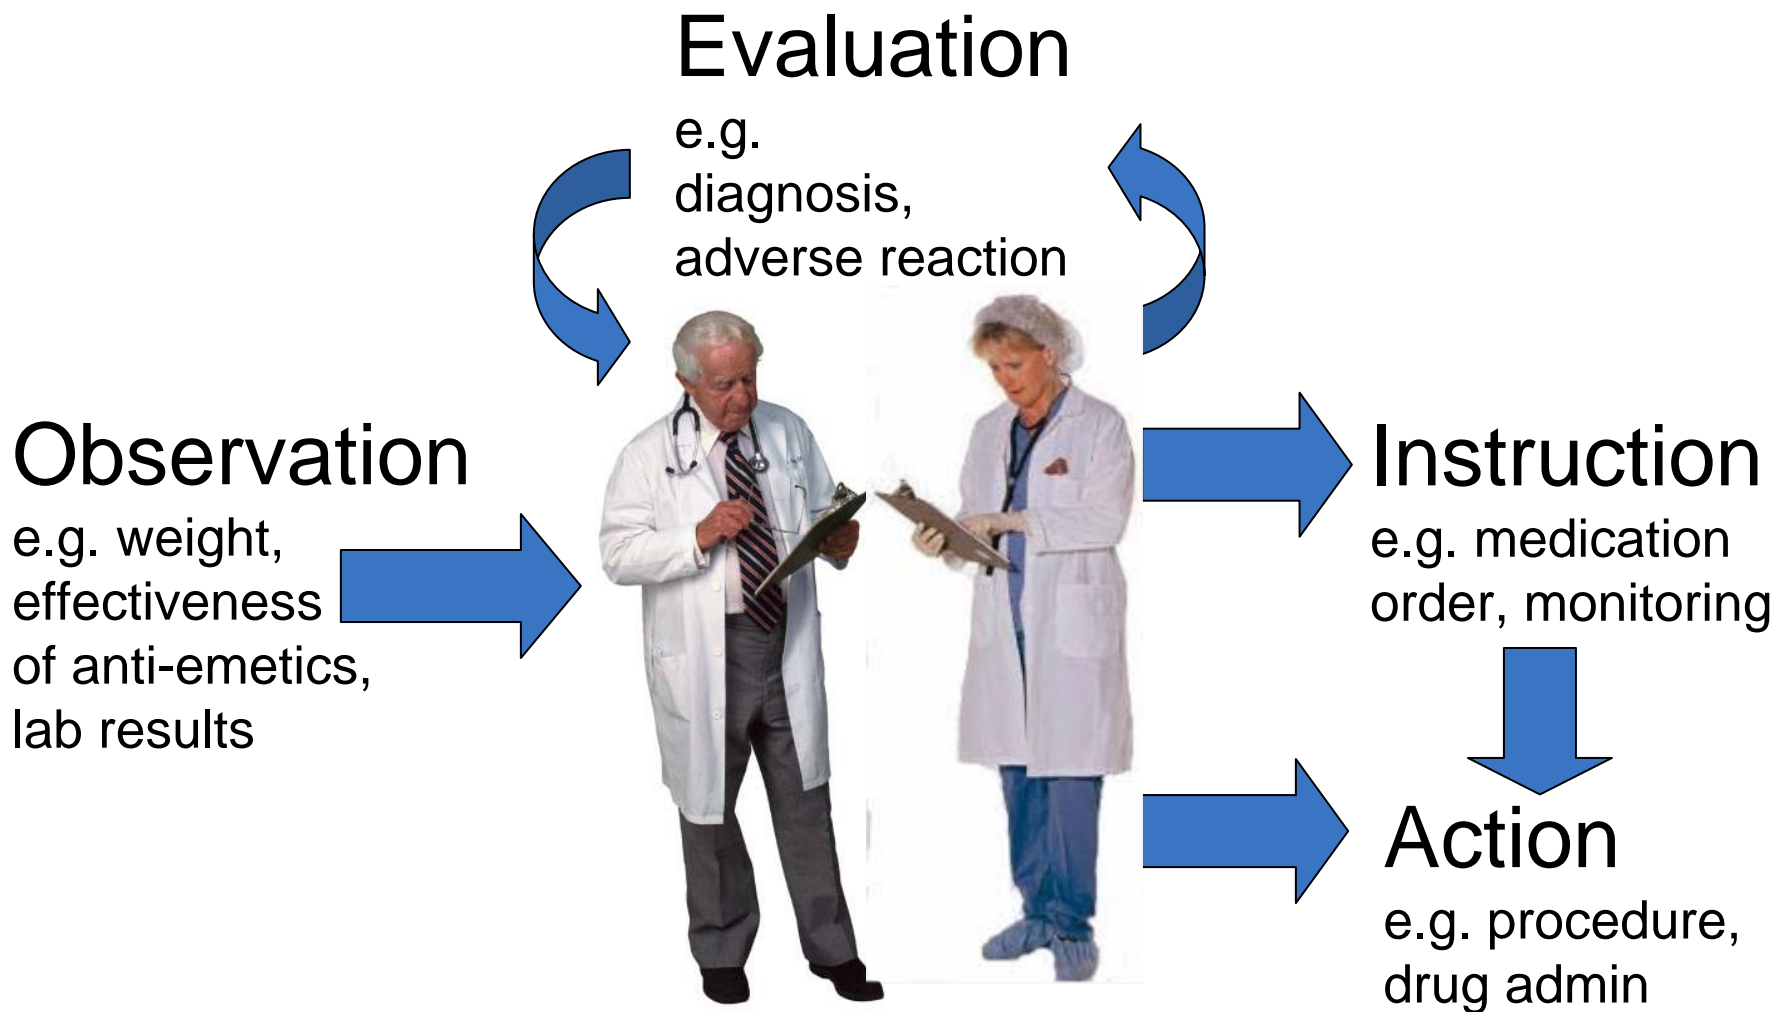 Evaluation
e.g.
diagnosis,
adverse reaction
Observation
e.g. weight,
effectiveness
of anti-emetics,
lab results
Instruction
e.g. medication
order, monitoring
Action
e.g. procedure,
drug admin